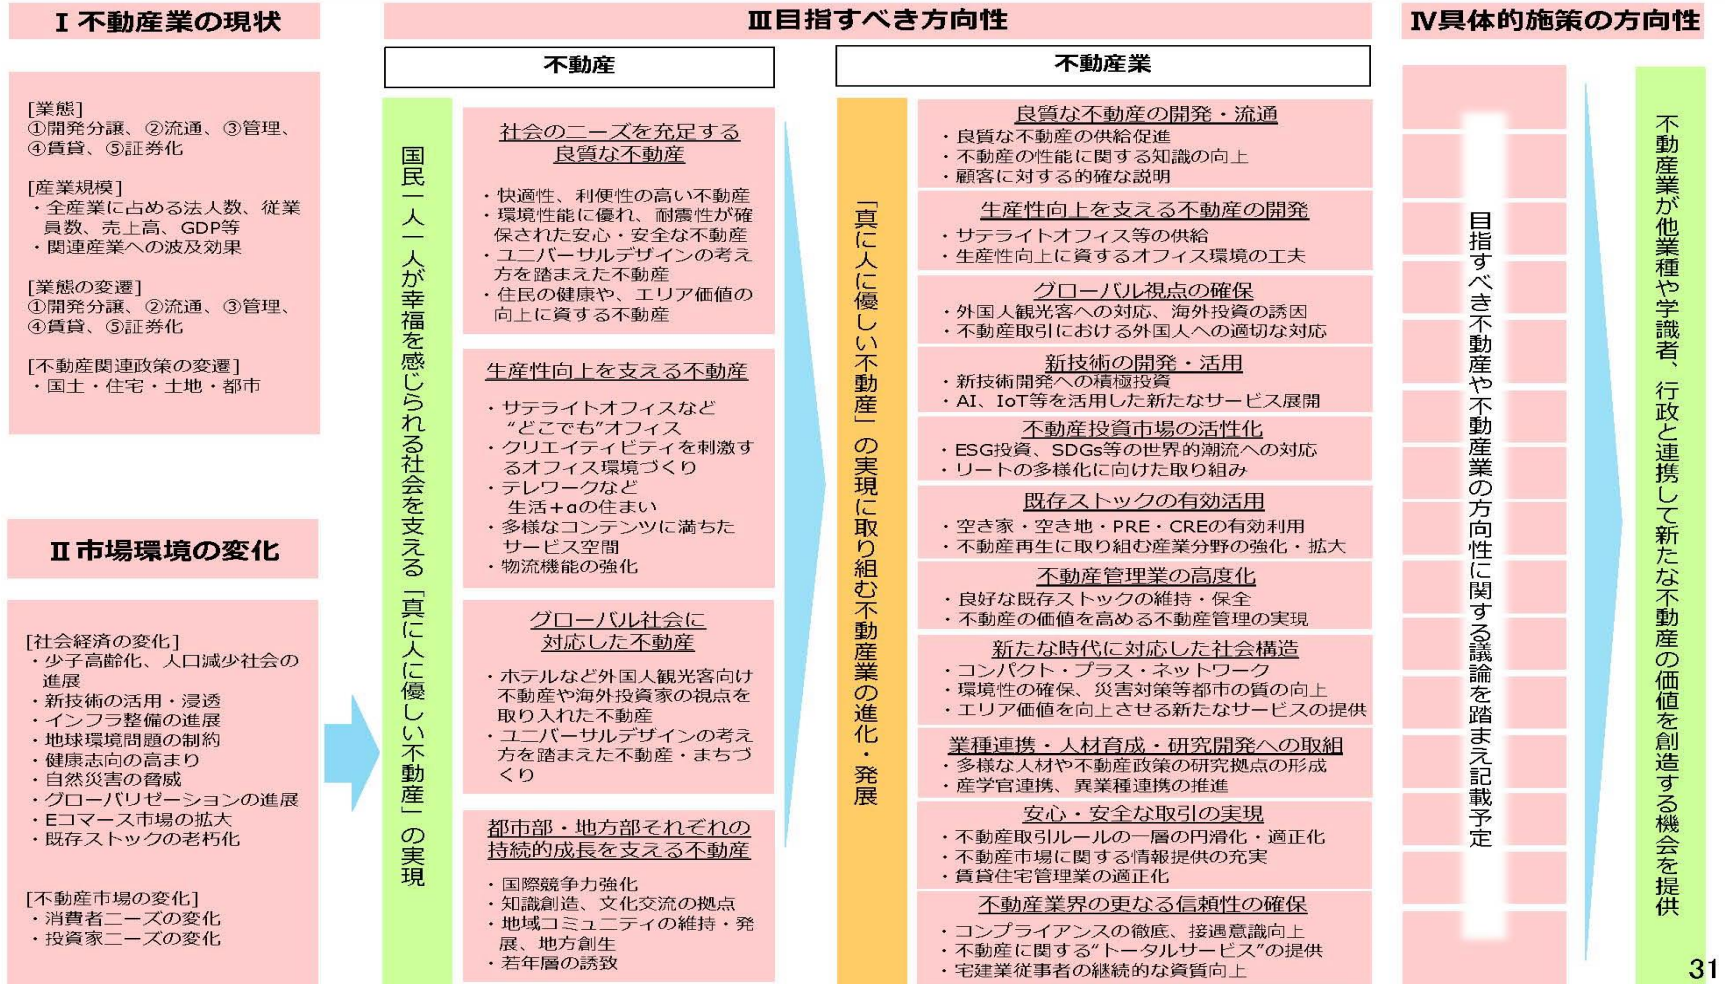 Ⅰ 不動産業の現状
[業態]
①開発分譲、②流通、③管理、
④賃貸、⑤証券化
[産業規模]
・全産業に占める法人数、従業
員数、売上高、GDP等
・関連産業への波及効果
[業態の変遷]
①開発分譲、②流通、③管理、
④賃貸、⑤証券化
[不動産関連政策の変遷]
・国土・住宅・土地・都市
Ⅱ 市場環境の変化
[社会経済の変化]
・少子高齢化、人口減少社会の
進展
・新技術の活用・浸透
・インフラ整備の進展
・地球環境問題の制約
・健康志向の高まり
・自然災害の脅威
・グローバリゼーションの進展
・Eコマース市場の拡大
・既存ストックの老朽化
[不動産市場の変化]
・消費者ニーズの変化
・投資家ニーズの変化
Ⅲ目指すべき方向性
不動産
国民一人一人が幸福を感じられる社会を支える「真に人に優しい不動産」の実現
社会のニーズを充足する
良質な不動産
・快適性、利便性の高い不動産
・環境性能に優れ、耐震性が確
保された安心・安全な不動産
・ユニバーサルデザインの考え
方を踏まえた不動産
・住民の健康や、エリア価値の
向上に資する不動産
生産性向上を支える不動産
・サテライトオフィスなど
“どこでも”オフィス
・クリエイティビティを刺激す
るオフィス環境づくり
・テレワークなど
生活+αの住まい
・多様なコンテンツに満ちた
サービス空間
・物流機能の強化
グローバル社会に
対応した不動産
・ホテルなど外国人観光客向け
不動産や海外投資家の視点を
取り入れた不動産
・ユニバーサルデザインの考え
方を踏まえた不動産・まちづ
くり
都市部・地方部それぞれの
持続的成長を支える不動産
・国際競争力強化
・知識創造、文化交流の拠点
・地域コミュニティの維持・発
展、地方創生
・若年層の誘致
不動産業
「真に人に優しい不動産」の実現に取り組む不動産業の進化・発展
良質な不動産の開発・流通
・良質な不動産の供給促進
・不動産の性能に関する知識の向上
・顧客に対する的確な説明
生産性向上を支える不動産の開発
・サテライトオフィス等の供給
・生産性向上に資するオフィス環境の工夫
グローバル視点の確保
・外国人観光客への対応、海外投資の誘因
・不動産取引における外国人への適切な対応
新技術の開発・活用
・新技術開発への積極投資
・AI、IoT等を活用した新たなサービス展開
不動産投資市場の活性化
・ESG投資、SDGs等の世界的潮流への対応
・リートの多様化に向けた取り組み
既存ストックの有効活用
・空き家・空き地・PRE・CREの有効利用
・不動産再生に取り組む産業分野の強化・拡大
不動産管理業の高度化
・良好な既存ストックの維持・保全
・不動産の価値を高める不動産管理の実現
新たな時代に対応した社会構造
・コンパクト・プラス・ネットワーク
・環境性の確保、災害対策等都市の質の向上
・エリア価値を向上させる新たなサービスの提供
業種連携・人材育成・研究開発への取組
・多様な人材や不動産政策の研究拠点の形成
・産学官連携、異業種連携の推進
安心・安全な取引の実現
・不動産取引ルールの一層の円滑化・適正化
・不動産市場に関する情報提供の充実
・賃貸住宅管理業の適正化
不動産業界の更なる信頼性の確保
・コンプライアンスの徹底、接遇意識向上
・不動産に関する“トータルサービス”の提供
・宅建業従事者の継続的な資質向上
Ⅳ具体的施策の方向性
目指すべき不動産や不動産業の方向性に関する議論を踏まえ記載予定
不動産業が他業種や学識者、行政と連携して新たな不動産の価値を創造する機会を提供
31